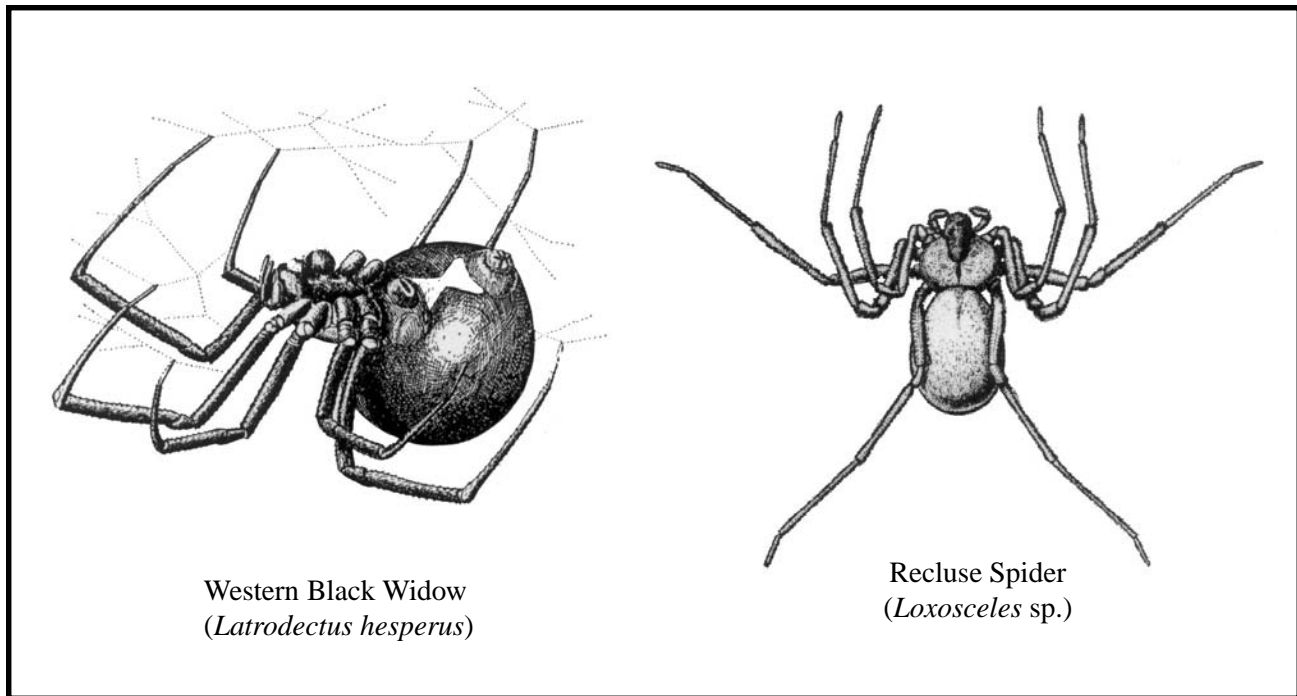 Western Black Widow
(Latrodectus hesperus)
Recluse Spider
(Loxosceles sp.)